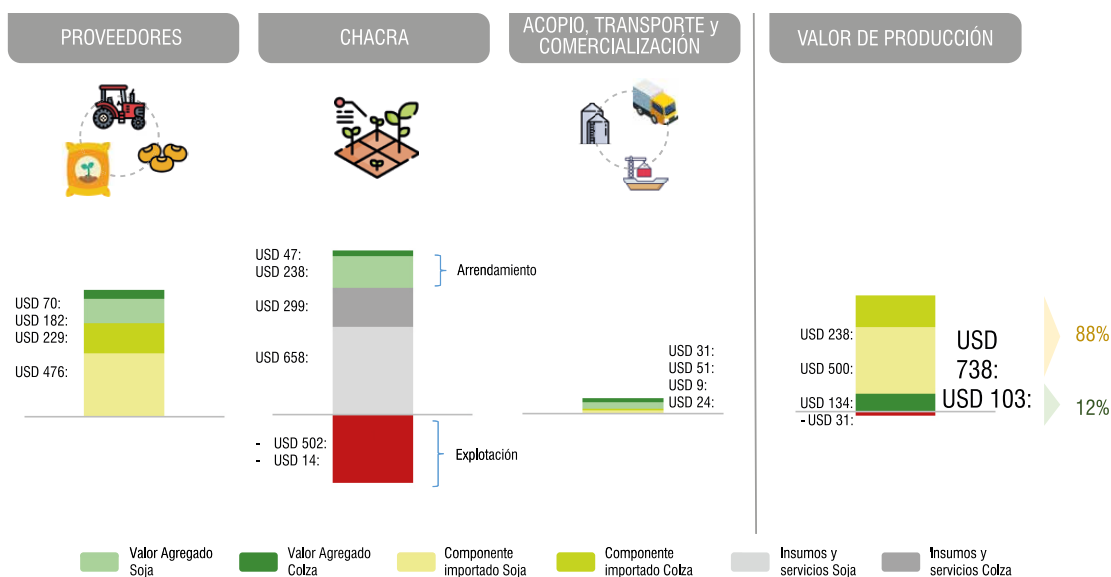 PROVEEDORES
CHACRA
ACOPIO, TRANSPORTE y
COMERCIALIZACIÓN
VALOR DE PRODUCCIÓN
USD 70:
USD 182:
USD 229:
USD 476:
USD 47:
USD 238:
USD 299:
USD 658:
Arrendamiento
- USD 502:
- USD 14:
Explotación
USD 31:
USD 51:
USD 9:
USD 24:
USD 238:
USD 500:
USD 134:
- USD 31:
USD
738:
USD 103:
88%
12%
Valor Agregado
Soja
Valor Agregado
Colza
Componente
importado Soja
Componente
importado Colza
Insumos y
servicios Soja
Insumos y
servicios Colza